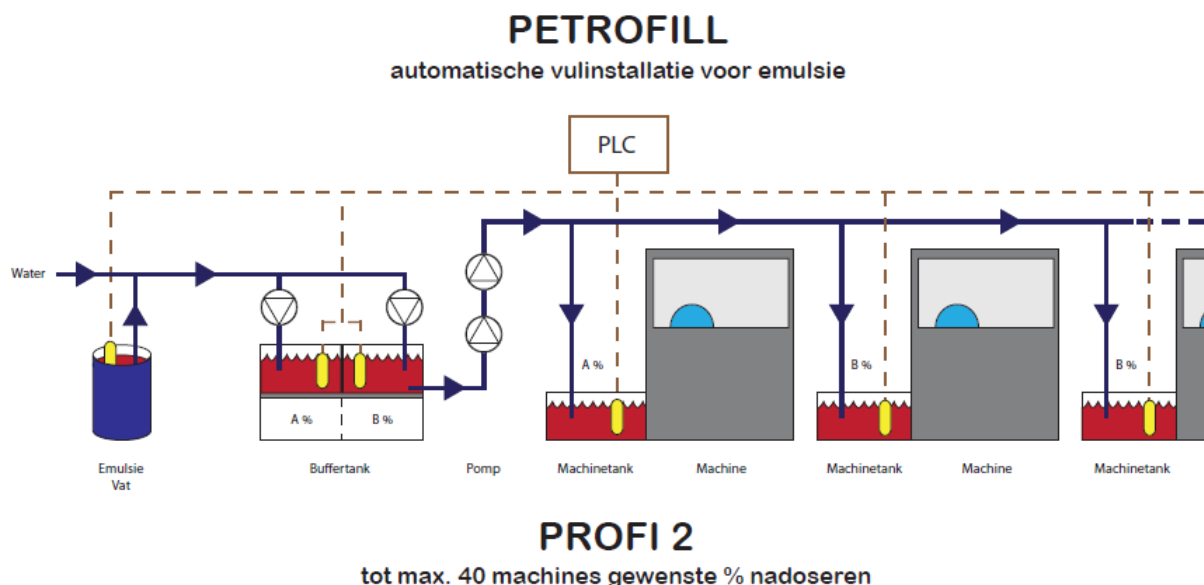 PETROFILL
automatische vulinstallatie voor emulsie
PLC
Water
A %
B %
B %
A %
B %
Emulsie
Vat
Buffertank
Pomp
Machinetank
Machine
Machinetank
Machine
Machinetank
PROFI 2
tot max. 40 machines gewenste % nadoseren